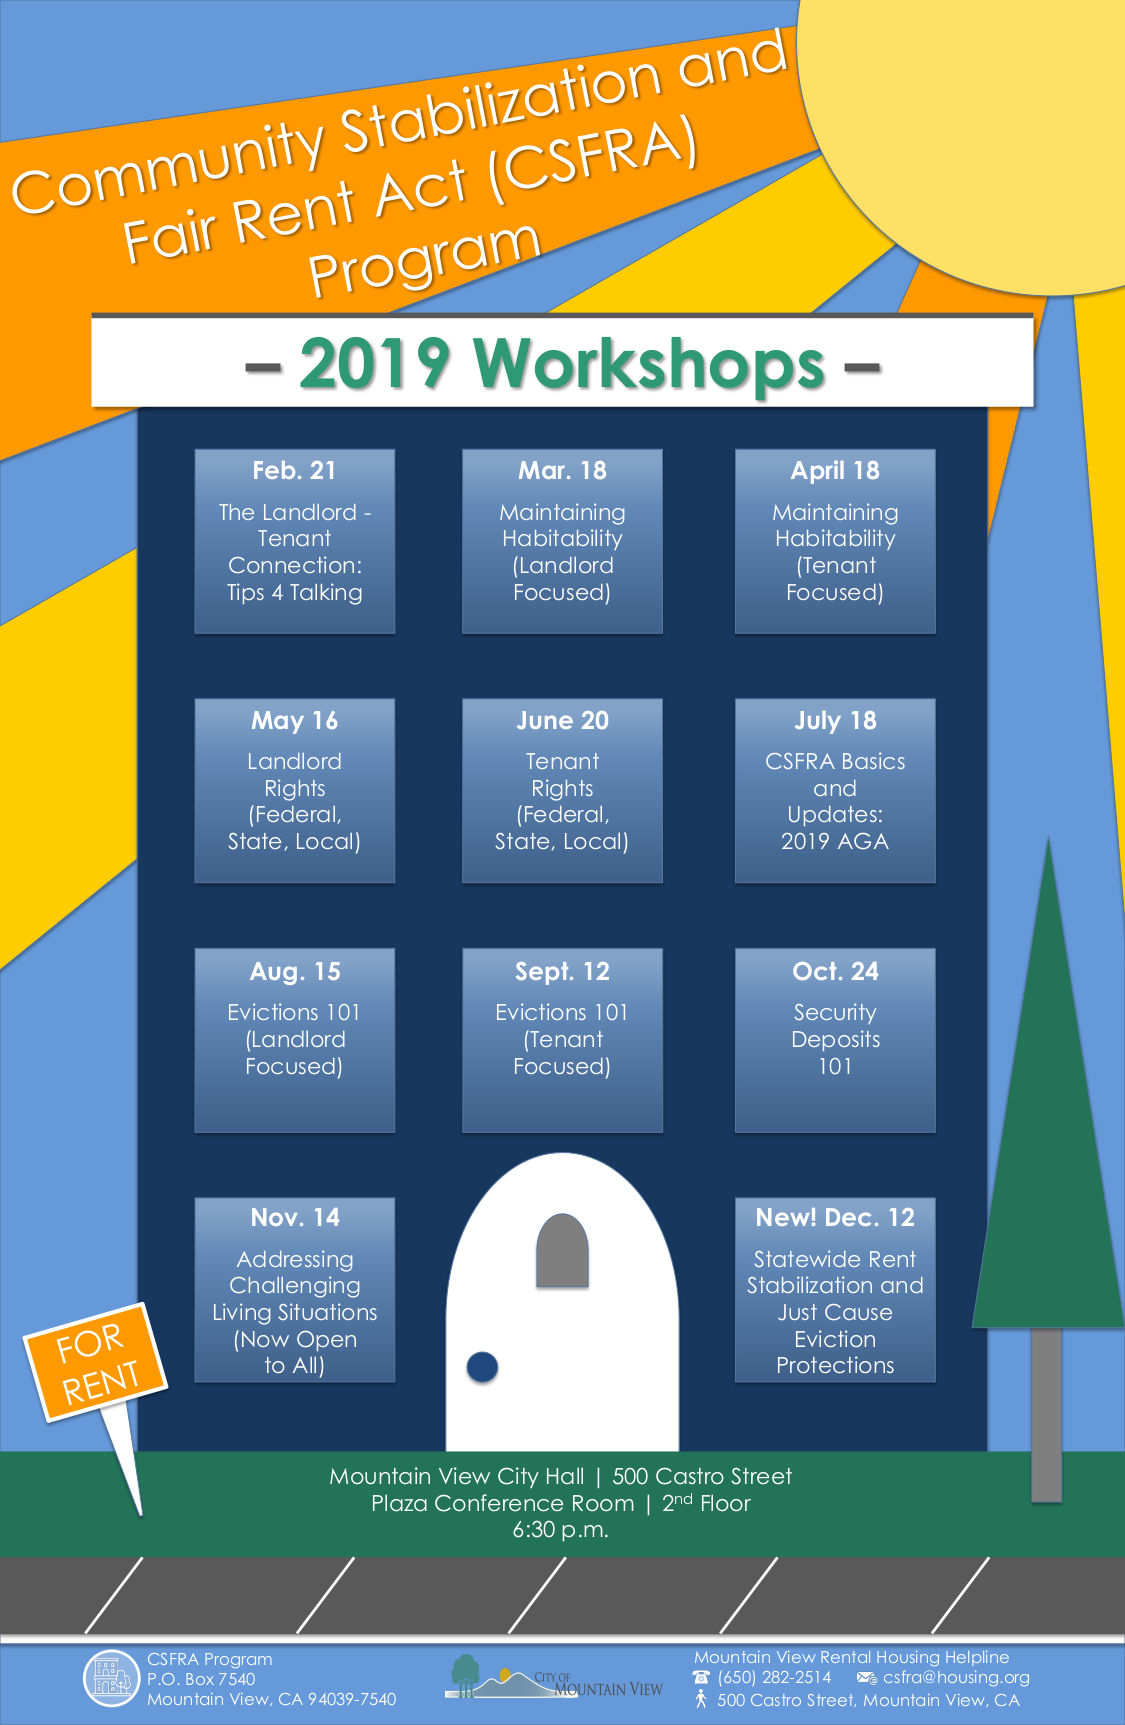 Community Stabilization and
Fair Rent Act (CSFRA)
Program
– 2019 Workshops –
Feb. 21
The Landlord -
Tenant
Connection:
Tips 4 Talking
Mar. 18
Maintaining
Habitability
(Landlord
Focused)
April 18
Maintaining
Habitability
(Tenant
Focused)
May 16
Landlord
Rights
(Federal,
State, Local)
June 20
Tenant
Rights
(Federal,
State, Local)
July 18
CSFRA Basics
and
Updates:
2019 AGA
Aug. 15
Evictions 101
(Landlord
Focused)
Sept. 12
Evictions 101
(Tenant
Focused)
Oct. 24
Security
Deposits
101
Nov. 14
Addressing
Challenging
Living Situations
(Now Open
to All)
New! Dec. 12
Statewide Rent
Stabilization and
Just Cause
Eviction
Protections
FOR
RENT
Mountain View City Hall | 500 Castro Street
Plaza Conference Room | 2nd Floor
6:30 p.m.
CSFRA Program
P.O. Box 7540
Mountain View, CA 94039-7540
CITY OF
MOUNTAIN VIEW
Mountain View Rental Housing Helpline
(650) 282-2514 csfra@housing.org
500 Castro Street, Mountain View, CA